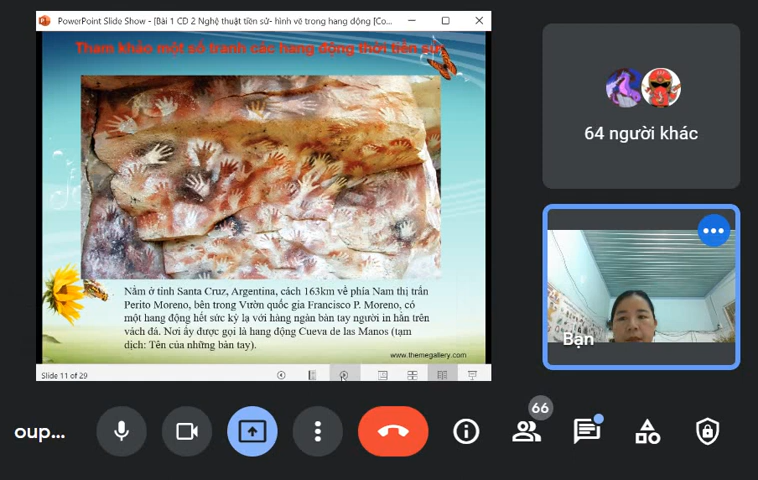 PowerPoint Slide Show - [Bài 1 CD 2 Nghệ thuật tiền sử- hình vẽ trong hang động [Co...
Tham khảo một số tranh các hang động thời tiền sử
Nằm ở tỉnh Santa Cruz, Argentina, cách 163km về phía Nam thị trấn
Perito Moreno, bên trong Vườn quốc gia Francisco P. Moreno, có
một hang động hết sức kỳ lạ với hàng ngàn bàn tay người in hằn trên
vách đá. Nơi ấy được gọi là hang động Cueva de las Manos (tạm
dịch: Tên của những bàn tay).
www.themegallery.com
Slide 11 of 29
64 người khác
Bạn
oup...
66